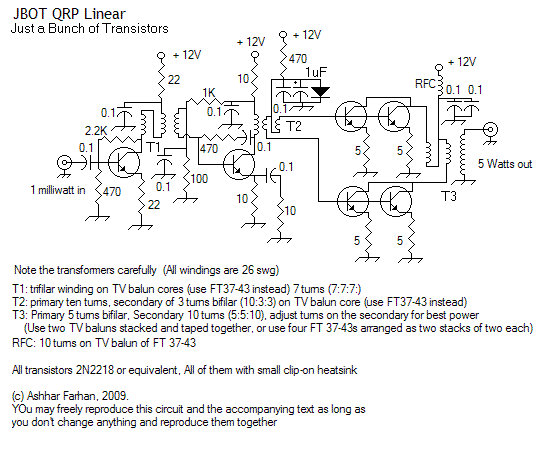 JBOT QRP Linear
Just a Bunch of Transistors
+ 12V
+ 12V
+ 12V
+ 12V
22
10
470
1uF
RFC
0.1 0.1
1K
0.1
0.1
0.1
2.2K
T1
T2
0.1
470
0.1
5
5
5 Watts out
0.1
1 milliwatt in
470
0.1
100
T3
22
10
10
5
5
Note the transformers carefully (All windings are 26 swg)
T1: trifilar winding on TV balun cores (use FT37-43 instead) 7 turns (7:7:7:)
T2: primary ten turns, secondary of 3 turns bifilar (10:3:3) on TV balun core (use FT37-43 instead)
T3: Primary 5 turns bifilar, Secondary 10 turns (5:5:10), adjust turns on the secondary for best power
(Use two TV baluns stacked and taped together, or use four FT 37-43s arranged as two stacks of two each)
RFC: 10 turns on TV balun of FT 37-43
All transistors 2N2218 or equivalent, All of them with small clip-on heatsink
(c) Ashhar Farhan, 2009.
YOu may freely reproduce this circuit and the accompanying text as long as
you don't change anything and reproduce them together